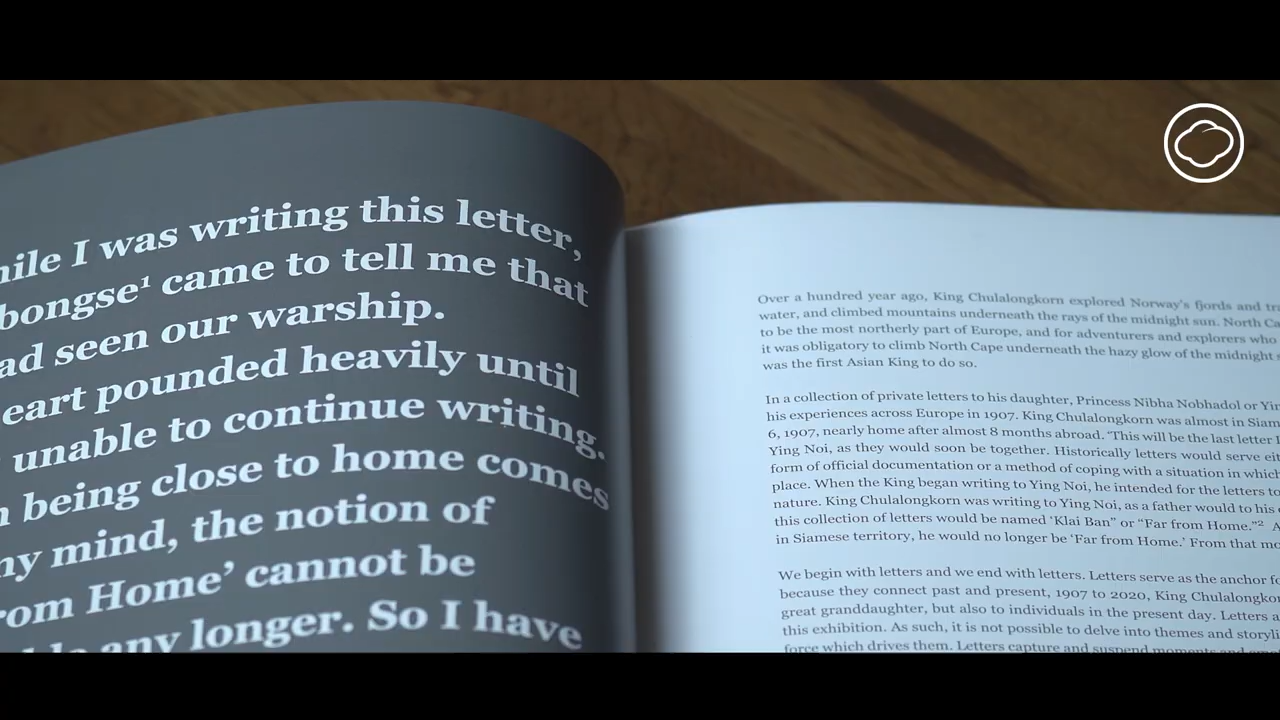 I was writing this letter,
came to tell me that
seen our warship.
pounded heavily until
unable to continue writing.
being close to home comes
mind, the notion of
Home’ cannot be
any longer. So I have
Over a hundred year ago, King Chulalongkorn explored Norway's fjords and
water, and climbed mountains underneath the rays of the midnight sun. North
to be the most northerly part of Europe, and for adventurers and explorers who
it was obligatory to climb North Cape underneath the hazy glow of the midnight
was the first Asian King to do so.
In a collection of private letters to his daughter, Princess Nibha Nobhadol or
his experiences across Europe in 1907. King Chulalongkorn was almost in
6, 1907, nearly home after almost 8 months abroad. 'This will be the last letter
Ying Noi, as they would soon be together. Historically letters would serve
form of official documentation or a method of coping with a situation in which
place. When the King began writing to Ying Noi, he intended for the letters to
nature. King Chulalongkorn was writing to Ying Noi, as a father would to his
this collection of letters would be named 'Klai Ban” or “Far from Home.”²
in Siamese territory, he would no longer be 'Far from Home.' From that
We begin with letters and we end with letters. Letters serve as the anchor
because they connect past and present, 1907 to 2020, King
great granddaughter, but also to individuals in the present day. Letters
this exhibition. As such, it is not possible to delve into themes and
force which drives them. Letters capture and suspend moments